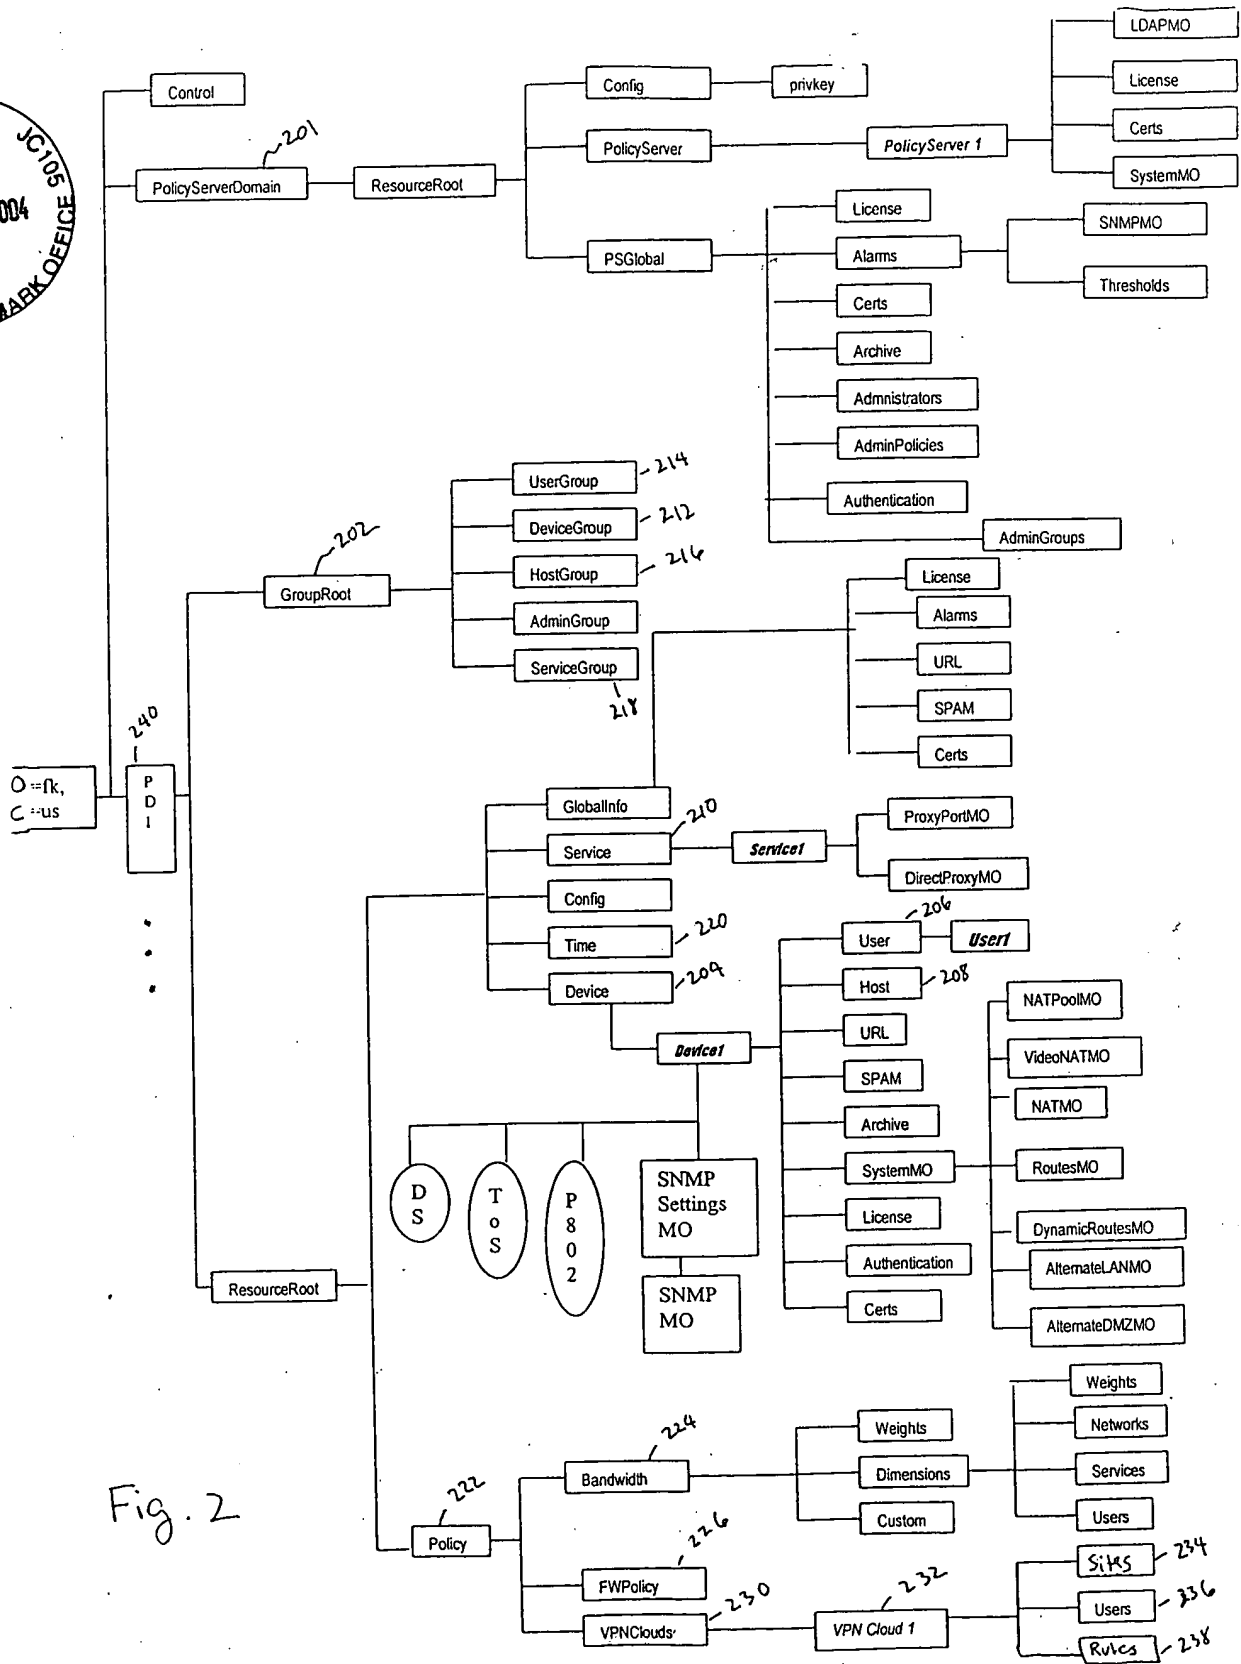 LDAPMO
Control
Config
privkey
License
JC105
201
PolicyServer
PolicyServer 1
Certs
PolicyServerDomain
ResourceRoot
SystemMO
004
License
SNMPMO
PSGlobal
Alarms
Thresholds
MARK OFFICE
Certs
Archive
Admnistrators
AdminPolicies
UserGroup
214
Authentication
DeviceGroup
212
202
AdminGroups
HostGroup
216
License
GroupRoot
Alarms
AdminGroup
URL
ServiceGroup
218
SPAM
240
Certs
O=fk,
C=us
P
D
1
GlobalInfo
210
ProxyPortMO
Service
Service1
DirectProxyMO
Config
206
220
User
User1
Time
209
Host
208
Device
NATPoolMO
URL
Device1
VideoNATMO
SPAM
NATMO
Archive
SystemMO
RoutesMO
D
S
T
o
S
P
8
0
2
SNMP
Settings
MO
License
DynamicRoutesMO
Authentication
AlternateLANMO
ResourceRoot
SNMP
MO
Certs
AlternateDMZMO
Weights
224
Weights
Networks
Bandwidth
Dimensions
Services
Fig. 2
222
Custom
Users
Policy
226
Sites
234
FWPolicy
230
232
Users
236
VPNClouds
VPN Cloud 1
Rules
238